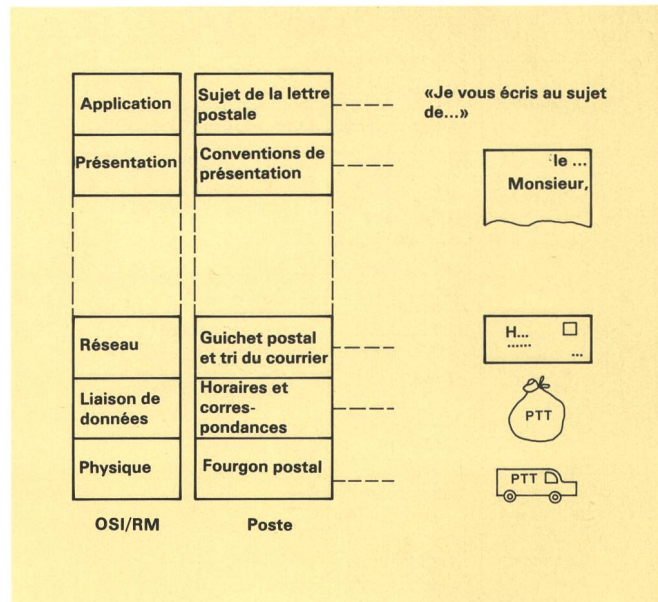 Application
Sujet de la lettre
postale
«Je vous écris au sujet
de...»
Présentation
Conventions de
présentation
le ...
Monsieur,
Réseau
Guichet postal
et tri du courrier
H...
......
...
Liaison de
données
Horaires et
corres-
pondances
PTT
Physique
Fourgon postal
PTT
OSI/RM
Poste